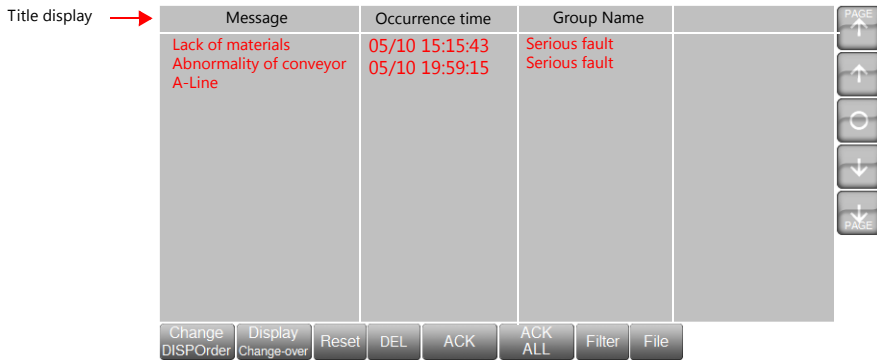 Title display
Message Occurrence time Group Name
Lack of materials 05/10 15:15:43 Serious fault
Abnormality of conveyor 05/10 19:59:15 Serious fault
A-Line
PAGE
PAGE
Change DISPOrder
Display Change-over
Reset
DEL
ACK
ACK ALL
Filter
File